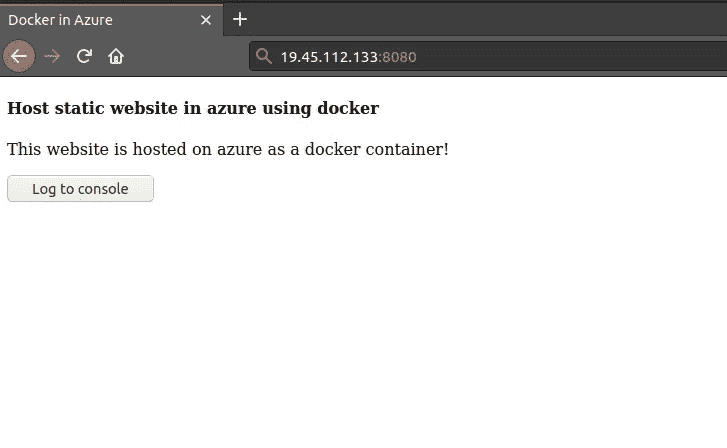 Docker in Azure
19.45.112.133:8080
Host static website in azure using docker
This website is hosted on azure as a docker container!
Log to console